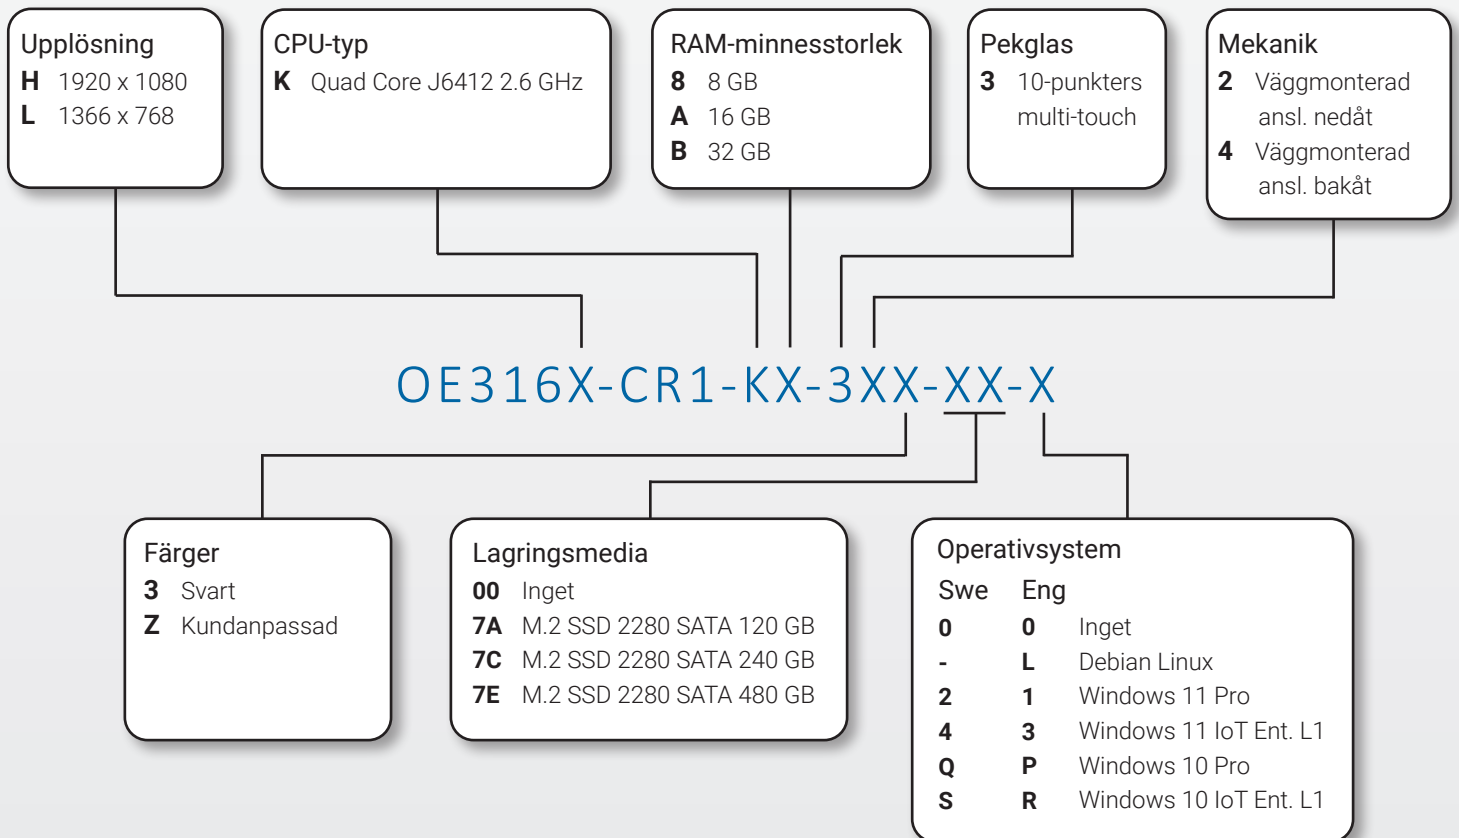 Upplösning
H 1920 x 1080
L 1366 x 768
CPU-typ
K Quad Core J6412 2.6 GHz
RAM-minnesstorlek
8 8 GB
A 16 GB
B 32 GB
Pekglas
3 10-punkters
multi-touch
Mekanik
2 Väggmonterad
ansl. nedåt
4 Väggmonterad
ansl. bakåt
OE316X-CR1-KX-3XX-XX-X
Färger
3 Svart
Z Kundanpassad
Lagringsmedia
00 Inget
7A M.2 SSD 2280 SATA 120 GB
7C M.2 SSD 2280 SATA 240 GB
7E M.2 SSD 2280 SATA 480 GB
Operativsystem
Swe Eng
0 0 Inget
- L Debian Linux
2 1 Windows 11 Pro
4 3 Windows 11 IoT Ent. L1
Q P Windows 10 Pro
S R Windows 10 IoT Ent. L1